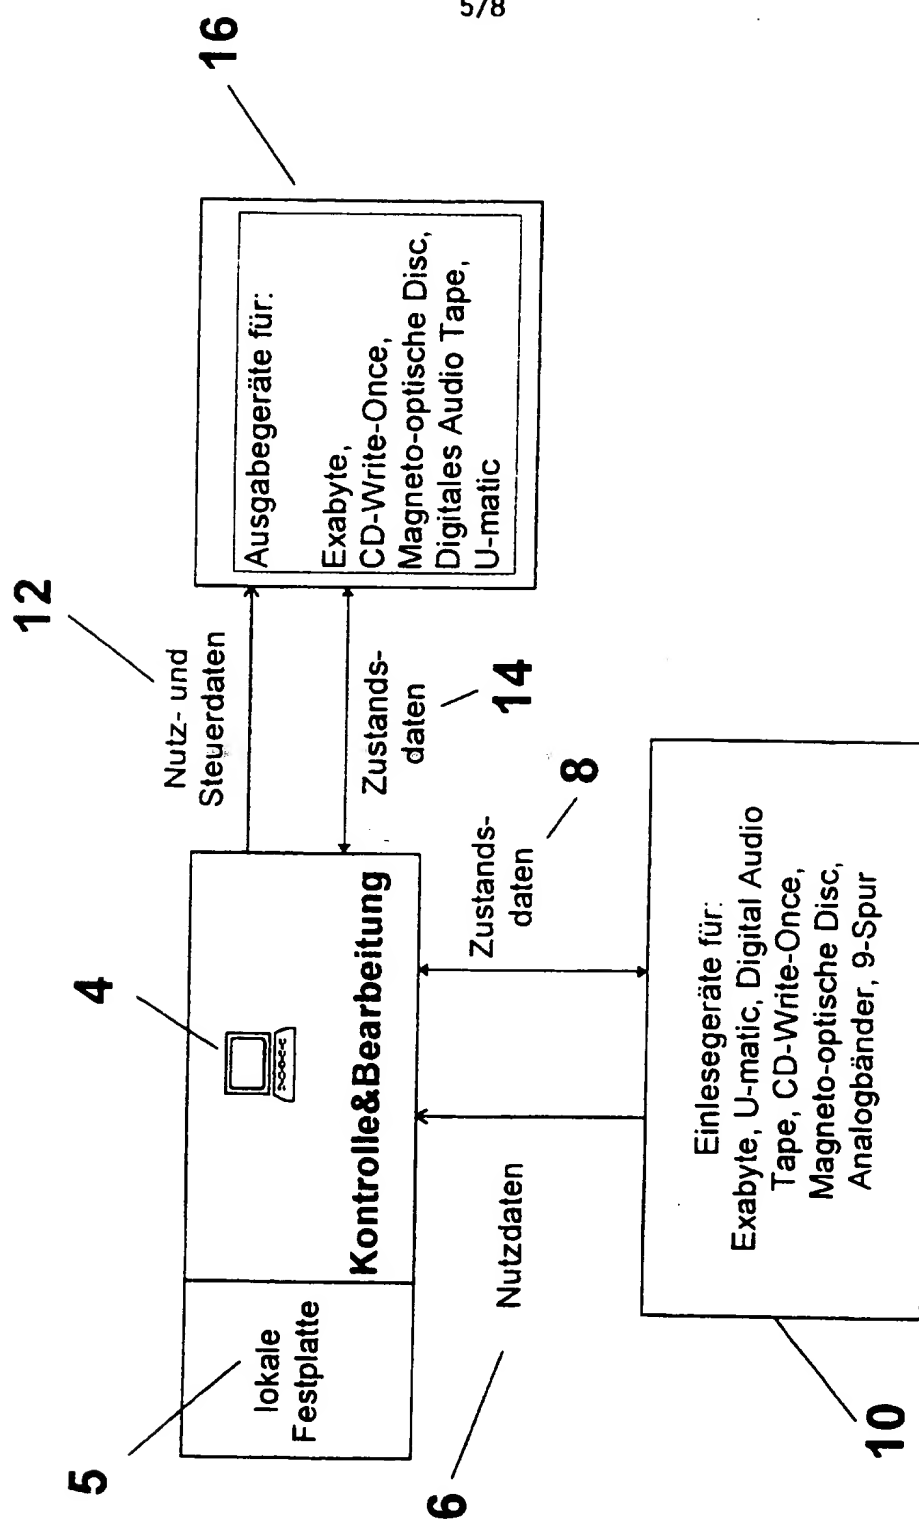 5/8
5
lokale
Festplatte
4
Kontrolle&Bearbeitung
12
Nutz- und
Steuerdaten
Zustands-
daten
14
16
Ausgabegeräte für:
Exabyte,
CD-Write-Once,
Magneto-optische Disc,
Digitales Audio Tape,
U-matic
6
Nutzdaten
Zustands-
daten
8
10
Einlesegeräte für:
Exabyte, U-matic, Digital Audio
Tape, CD-Write-Once,
Magneto-optische Disc,
Analogbänder, 9-Spur